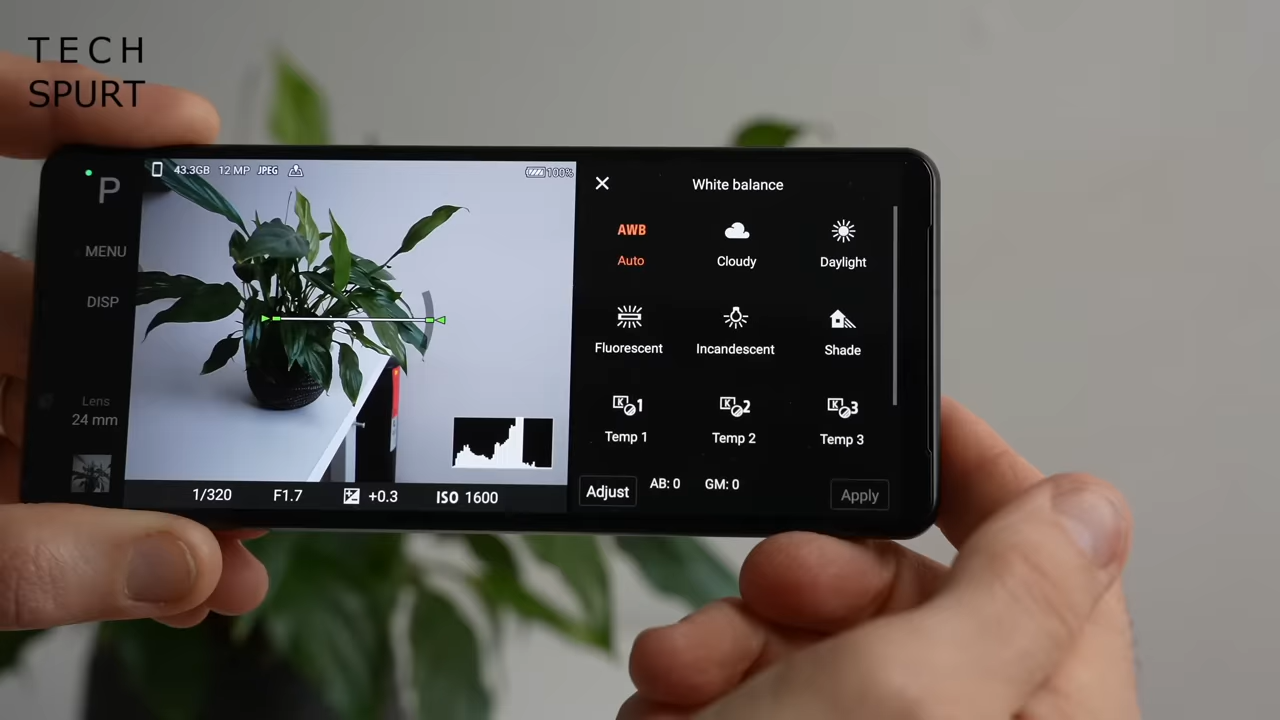 TECH
SPURT
43.3GB 12 MP JPEG 100%
P
MENU
DISP
Lens
24 mm
1/320 F1.7 +0.3 ISO 1600
White balance
AWB
Auto Cloudy Daylight
Fluorescent Incandescent Shade
K 1 K 2 K 3
Temp 1 Temp 2 Temp 3
Adjust AB: 0 GM: 0 Apply